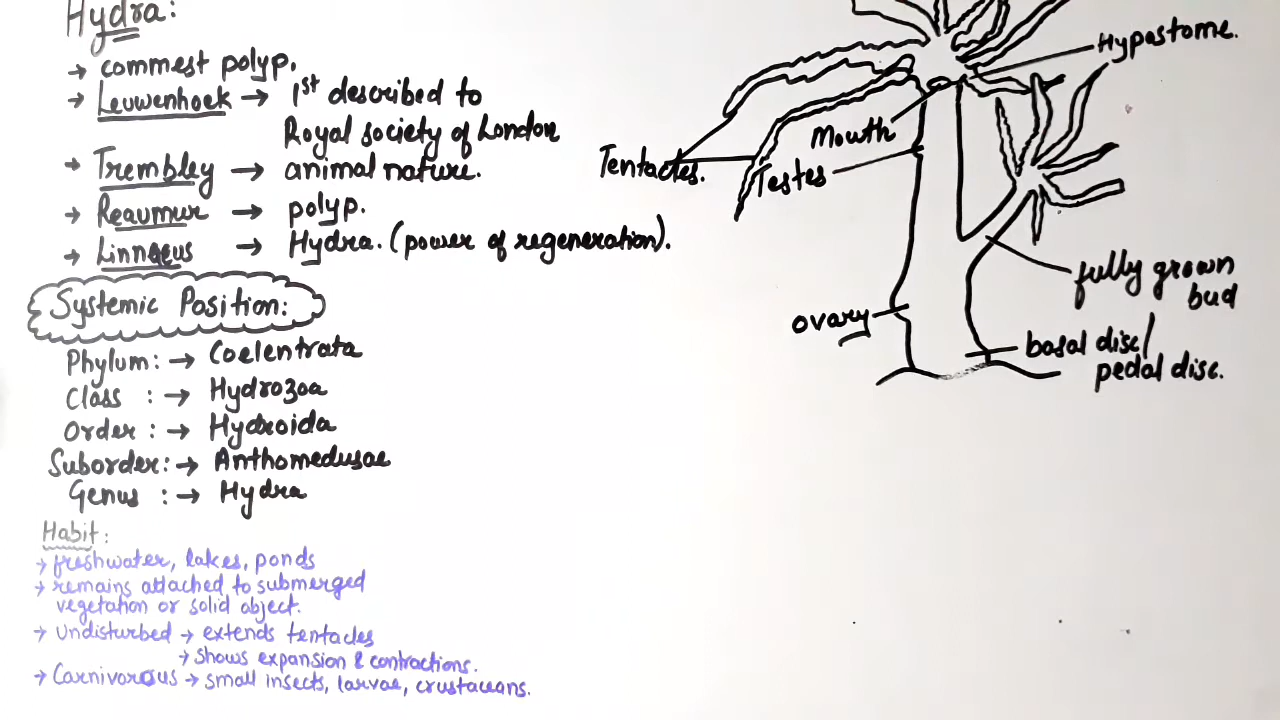 Hydra:
→ commest polyp.
→ Leuwenhoek → 1st described to
Royal society of London
→ Trembley → animal nature.
→ Reaumur → polyp.
→ Linnaeus → Hydra. (power of regeneration).
Systemic Position:
Phylum: → Coelentrata
Class : → Hydrozoa
Order : → Hydroida
Suborder: → Anthomedusae
Genus : → Hydra
Habit:
→ freshwater, lakes, ponds
→ remains attached to submerged
vegetation or solid object.
→ Undisturbed → extends tentacles
→ shows expansion & contractions.
→ Carnivorous → small insects, larvae, crustaceans.
Hypostome.
Mouth
Tentacles.
Testes
fully grown
bud
ovary
basal disc/
pedal disc.